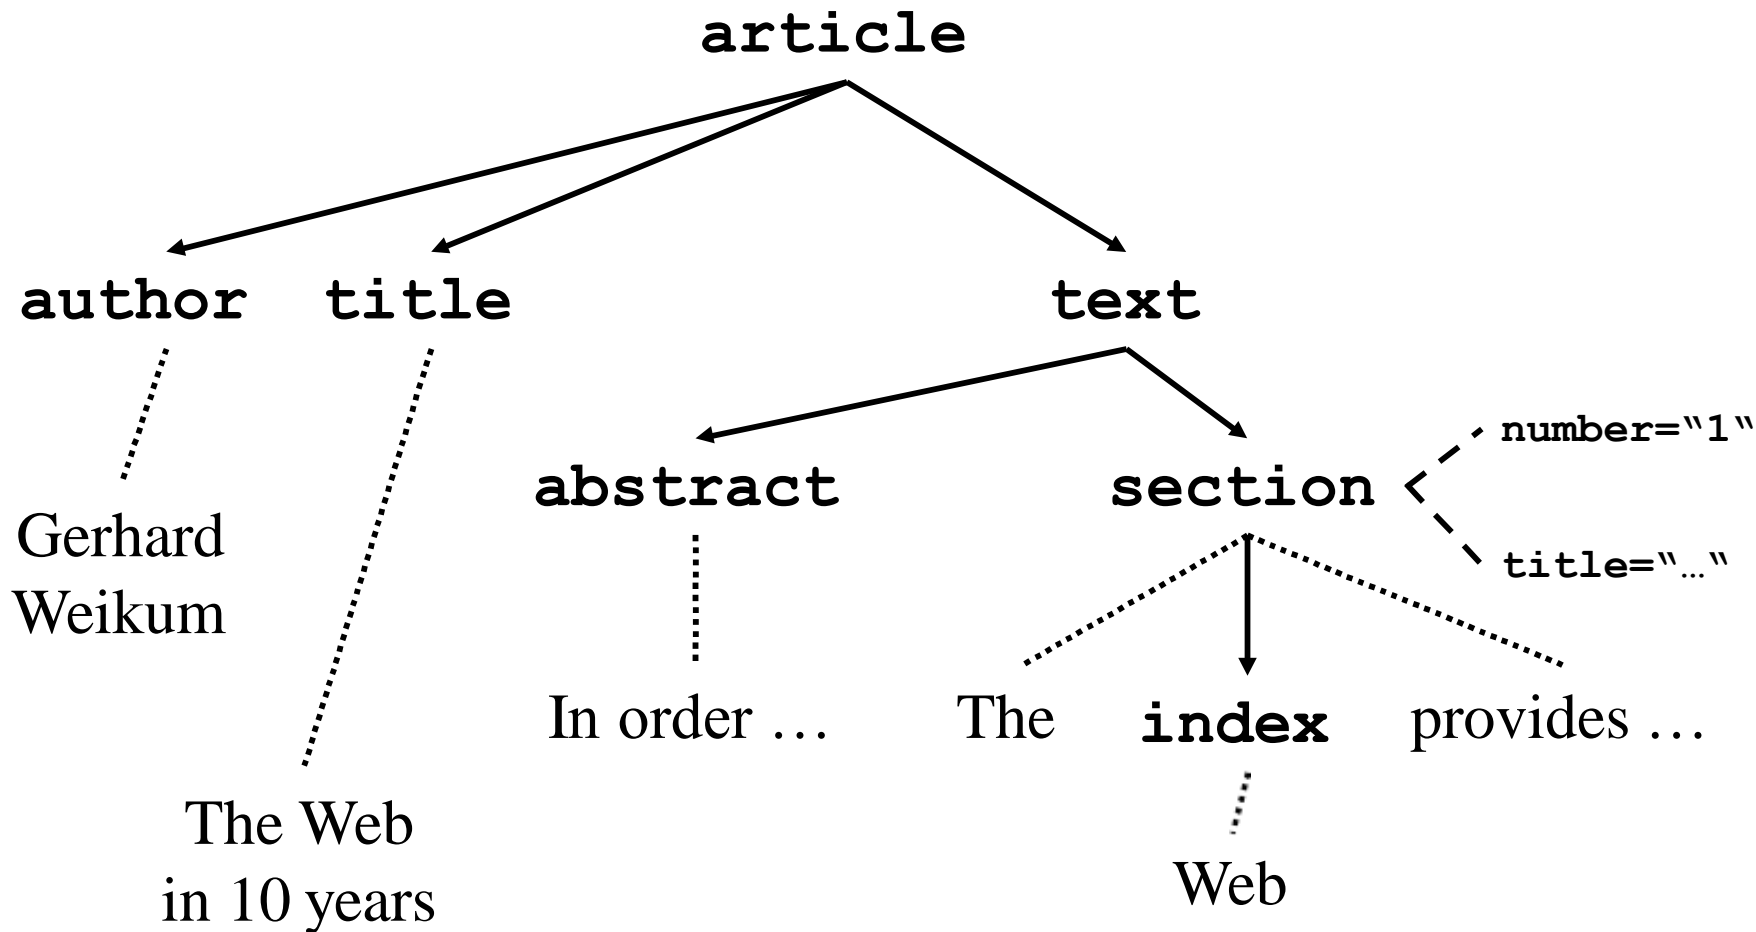 article
author title text
number=“1“
abstract section
title=“…“
Gerhard
Weikum
In order … The index provides …
The Web
in 10 years
Web